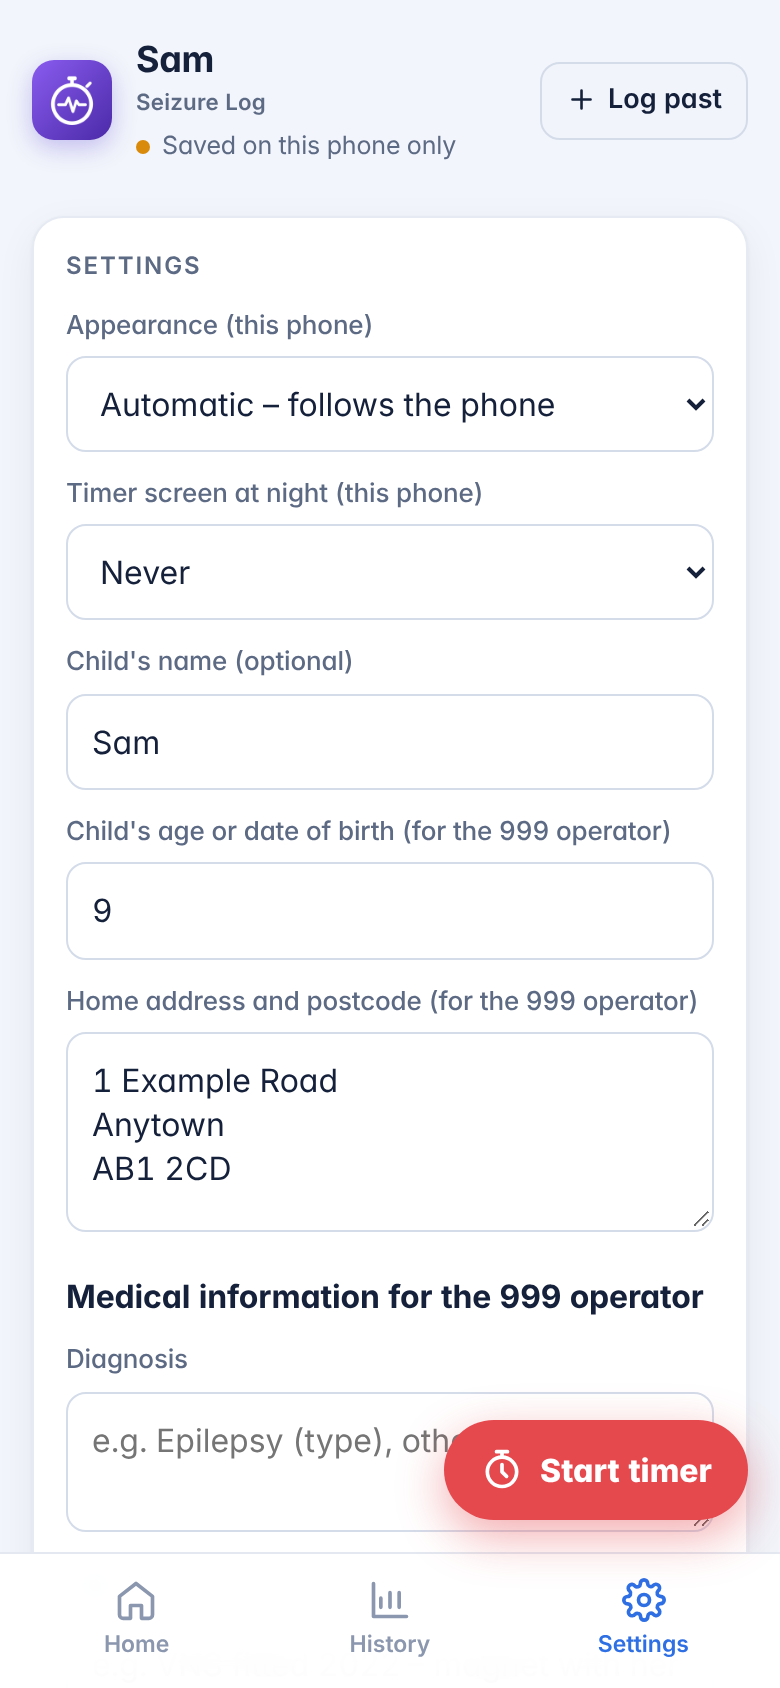 Sam
Seizure Log
Saved on this phone only
+ Log past
SETTINGS
Appearance (this phone)
Automatic – follows the phone
Timer screen at night (this phone)
Never
Child's name (optional)
Sam
Child's age or date of birth (for the 999 operator)
9
Home address and postcode (for the 999 operator)
1 Example Road
Anytown
AB1 2CD
Medical information for the 999 operator
Diagnosis
e.g. Epilepsy (type),
Start timer
Home
History
Settings